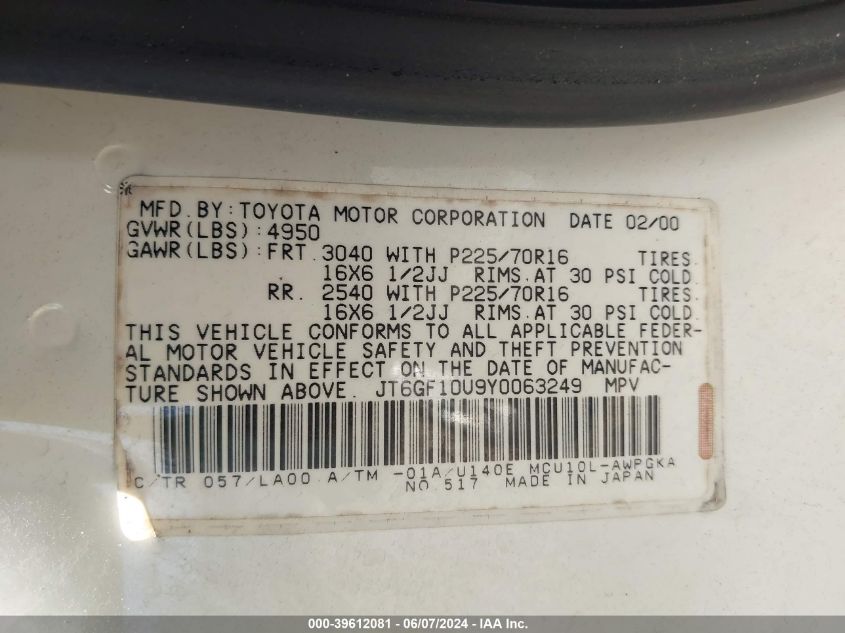 MFD. BY: TOYOTA MOTOR CORPORATION DATE 02/00
GVWR(LBS):4950
GAWR(LBS):FRT. 3040 WITH P225/70R16 TIRES.
16X6 1/2JJ RIMS.AT 30 PSI COLD.
RR. 2540 WITH P225/70R16 TIRES.
16X6 1/2JJ RIMS.AT 30 PSI COLD.
THIS VEHICLE CONFORMS TO ALL APPLICABLE FEDER-
AL MOTOR VEHICLE SAFETY AND THEFT PREVENTION
STANDARDS IN EFFECT ON THE DATE OF MANUFAC-
TURE SHOWN ABOVE. JT6GF10U9Y0063249 MPV
C/TR 057/LA00 A/TM -01A/U140E MCU10L-AWPGKA
NO.517 MADE IN JAPAN
000-39612081 - 06/07/2024 - IAA Inc.